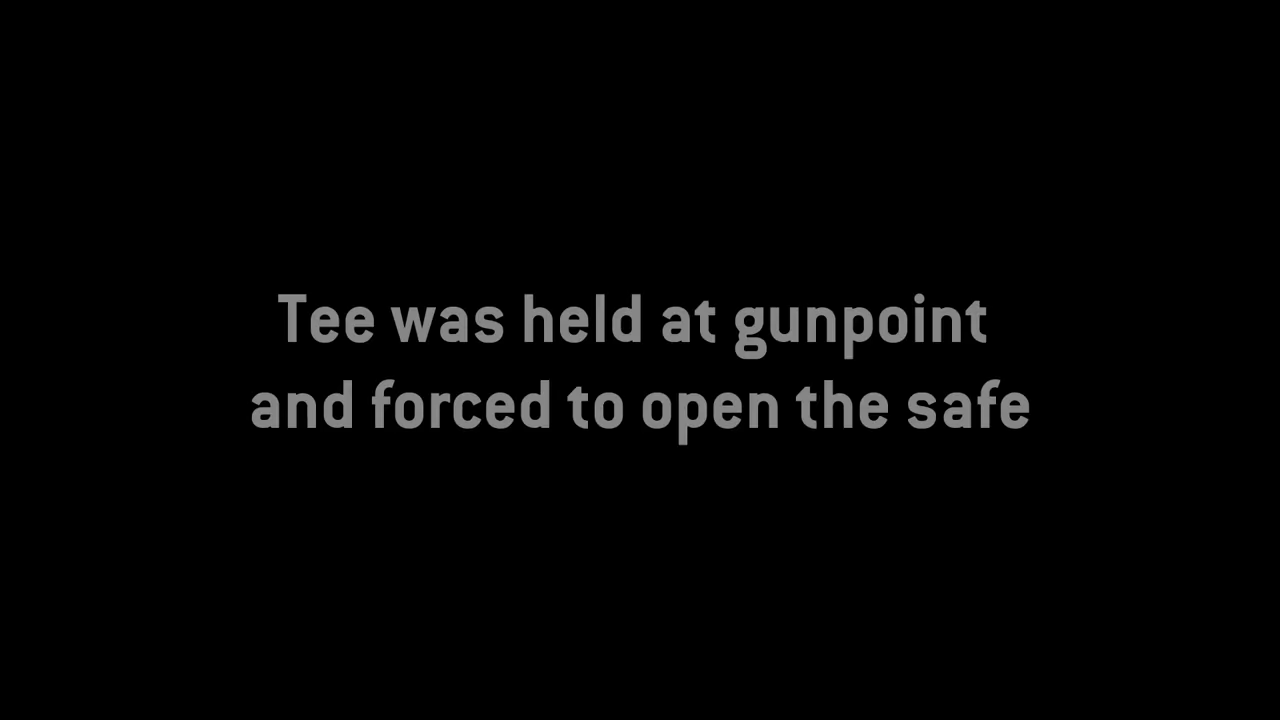 Tee was held at gunpoint
and forced to open the safe